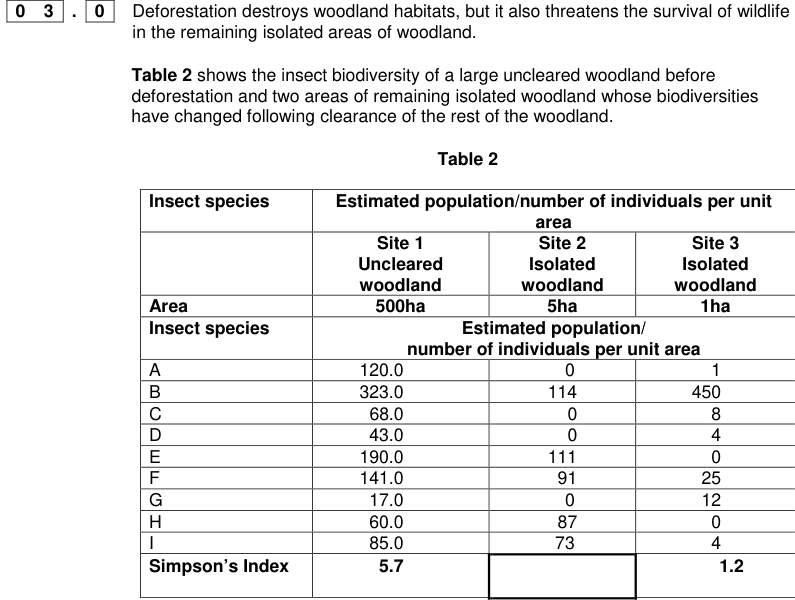 0 3 . 0 Deforestation destroys woodland habitats, but it also threatens the survival of wildlife
in the remaining isolated areas of woodland.
Table 2 shows the insect biodiversity of a large uncleared woodland before
deforestation and two areas of remaining isolated woodland whose biodiversities
have changed following clearance of the rest of the woodland.
Table 2
Insect species Estimated population/number of individuals per unit
area
Site 1 Site 2 Site 3
Uncleared Isolated Isolated
woodland woodland woodland
Area 500ha 5ha 1ha
Insect species Estimated population/
number of individuals per unit area
A 120.0 0 1
B 323.0 114 450
C 68.0 0 8
D 43.0 0 4
E 190.0 111 0
F 141.0 91 25
G 17.0 0 12
H 60.0 87 0
I 85.0 73 4
Simpson's Index 5.7 1.2